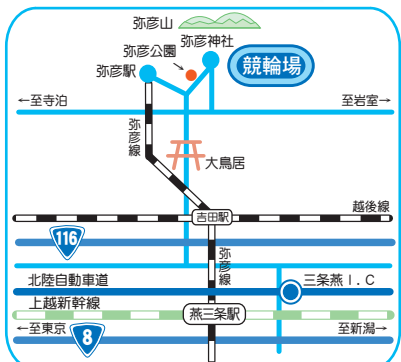 弥彦山
弥彦神社
弥彦公園
弥彦駅
競輪場
←至寺泊
至岩室→
弥彦線
大鳥居
越後線
吉田駅
116
弥彦線
北陸自動車道
三条燕I.C
上越新幹線
燕三条駅
←至東京
至新潟→
8